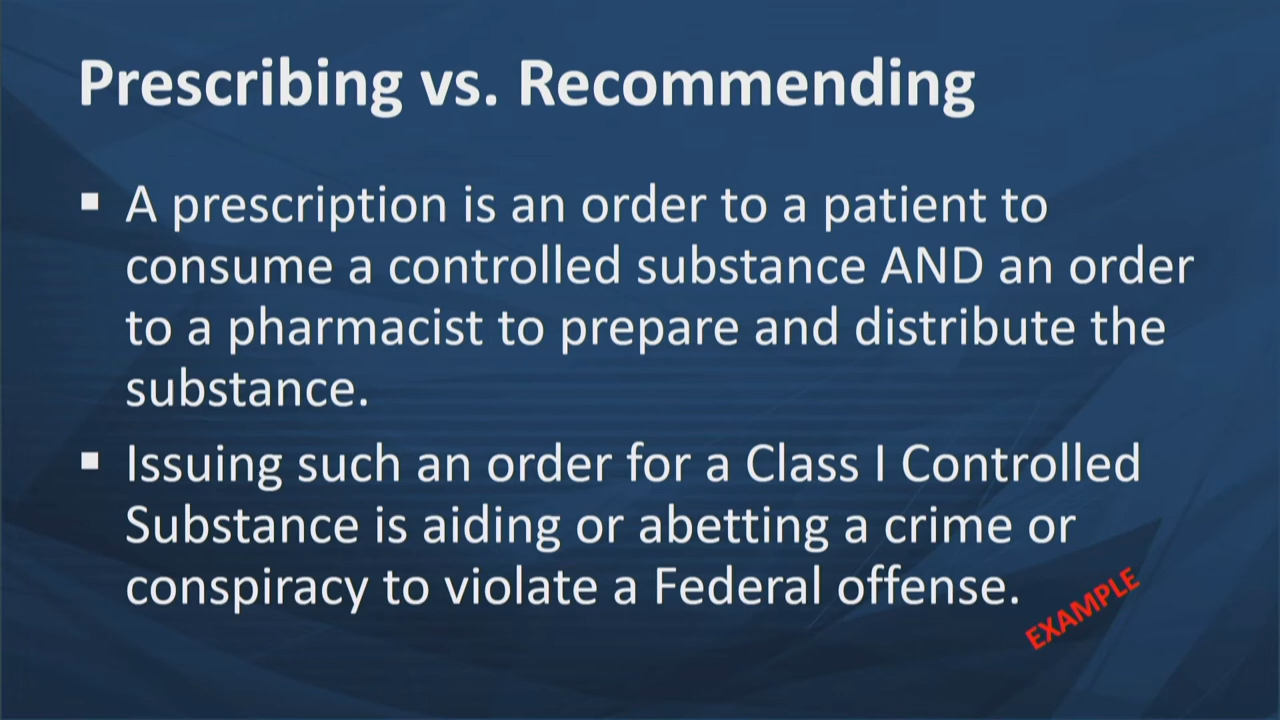 Prescribing vs. Recommending
A prescription is an order to a patient to
consume a controlled substance AND an order
to a pharmacist to prepare and distribute the
substance.
Issuing such an order for a Class I Controlled
Substance is aiding or abetting a crime or
conspiracy to violate a Federal offense.
EXAMPLE